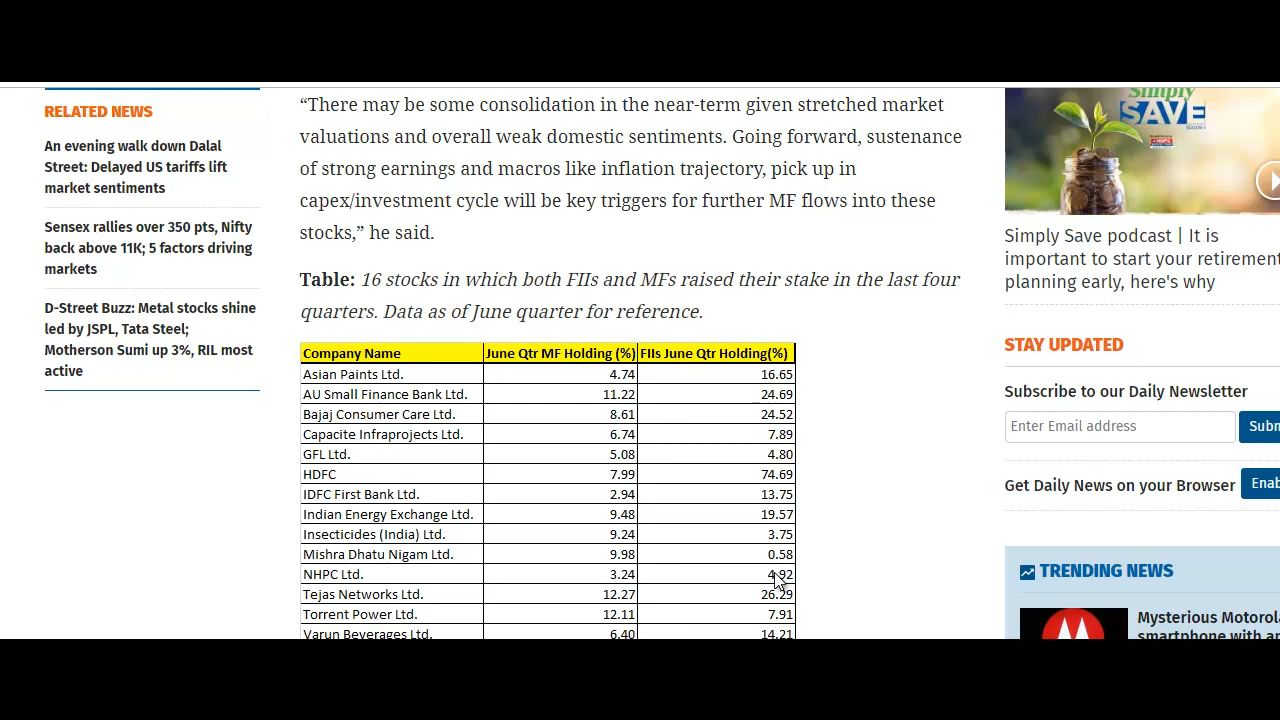 RELATED NEWS
An evening walk down Dalal
Street: Delayed US tariffs lift
market sentiments
Sensex rallies over 350 pts, Nifty
back above 11K; 5 factors driving
markets
D-Street Buzz: Metal stocks shine
led by JSPL, Tata Steel;
Motherson Sumi up 3%, RIL most
active
“There may be some consolidation in the near-term given stretched market
valuations and overall weak domestic sentiments. Going forward, sustenance
of strong earnings and macros like inflation trajectory, pick up in
capex/investment cycle will be key triggers for further MF flows into these
stocks,” he said.
Table: 16 stocks in which both FIIs and MFs raised their stake in the last four
quarters. Data as of June quarter for reference.
Company Name June Qtr MF Holding (%) FIIs June Qtr Holding(%)
Asian Paints Ltd. 4.74 16.65
AU Small Finance Bank Ltd. 11.22 24.69
Bajaj Consumer Care Ltd. 8.61 24.52
Capacite Infraprojects Ltd. 6.74 7.89
GFL Ltd. 5.08 4.80
HDFC 7.99 74.69
IDFC First Bank Ltd. 2.94 13.75
Indian Energy Exchange Ltd. 9.48 19.57
Insecticides (India) Ltd. 9.24 3.75
Mishra Dhatu Nigam Ltd. 9.98 0.58
NHPC Ltd. 3.24 4.92
Tejas Networks Ltd. 12.27 26.29
Torrent Power Ltd. 12.11 7.91
Varun Beverages Ltd. 6.40 14.21
Simply
SAVE
Simply Save podcast | It is
important to start your retirement
planning early, here's why
STAY UPDATED
Subscribe to our Daily Newsletter
Enter Email address Subm
Get Daily News on your Browser Enab
TRENDING NEWS
Mysterious Motorola
smartphone with an